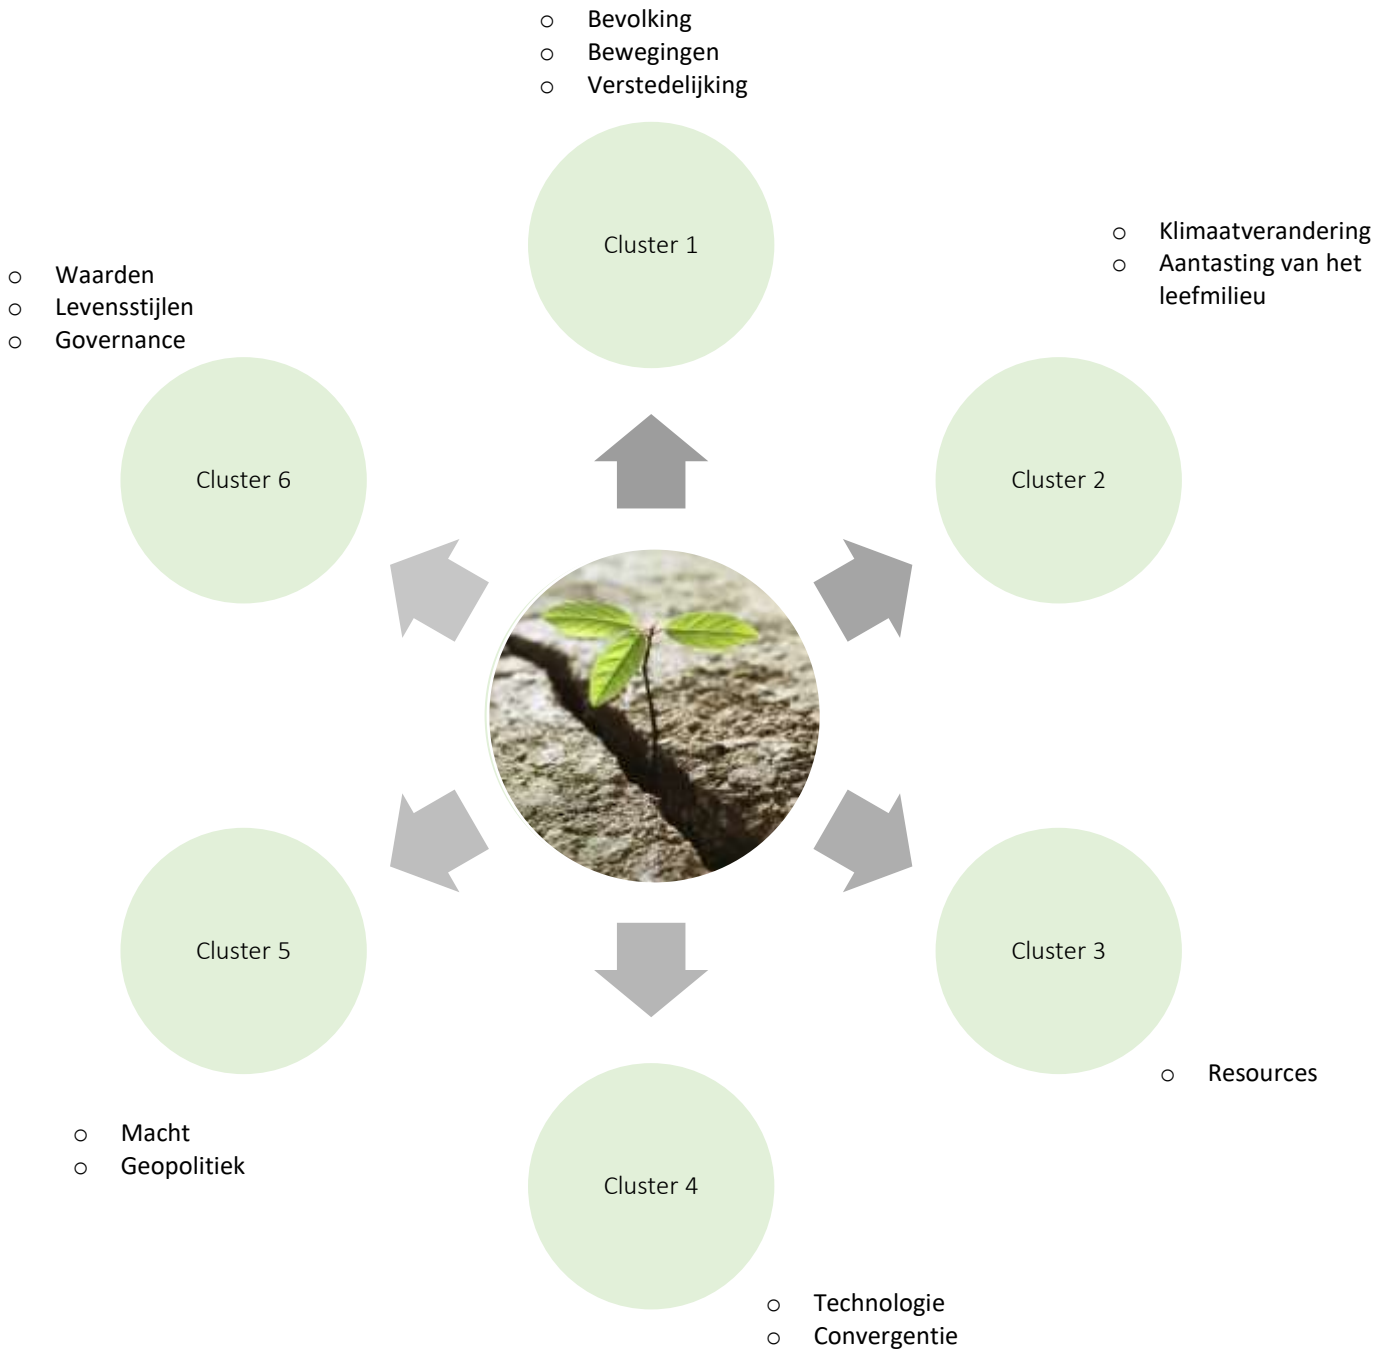 ○ Bevolking
○ Bewegingen
○ Verstedelijking
Cluster 1
○ Klimaatverandering
○ Aantasting van het
leefmilieu
Cluster 2
Cluster 3
○ Resources
Cluster 4
○ Technologie
○ Convergentie
Cluster 5
○ Macht
○ Geopolitiek
○ Waarden
○ Levensstijlen
○ Governance
Cluster 6